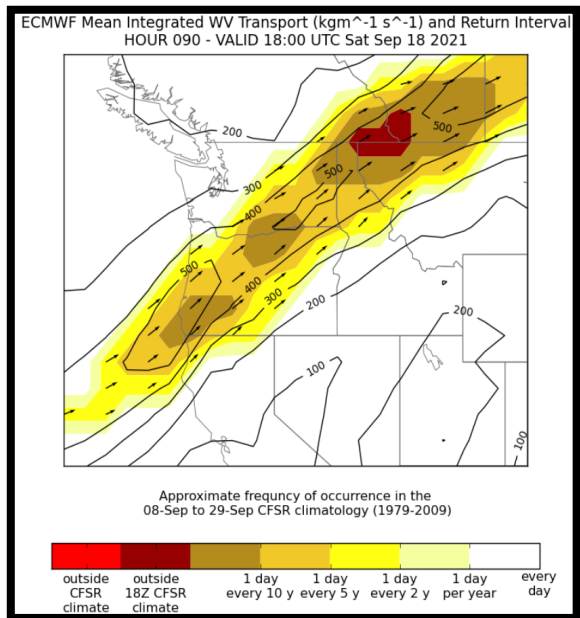 ECMWF Mean Integrated WV Transport (kgm^-1 s^-1) and Return Interval
HOUR 090 - VALID 18:00 UTC Sat Sep 18 2021
200
500
300
500
400
500
400
300
200
200
100
100
Approximate frequncy of occurrence in the
08-Sep to 29-Sep CFSR climatology (1979-2009)
outside CFSR climate
outside 18Z CFSR climate
1 day every 10 y
1 day every 5 y
1 day every 2 y
1 day per year
every day